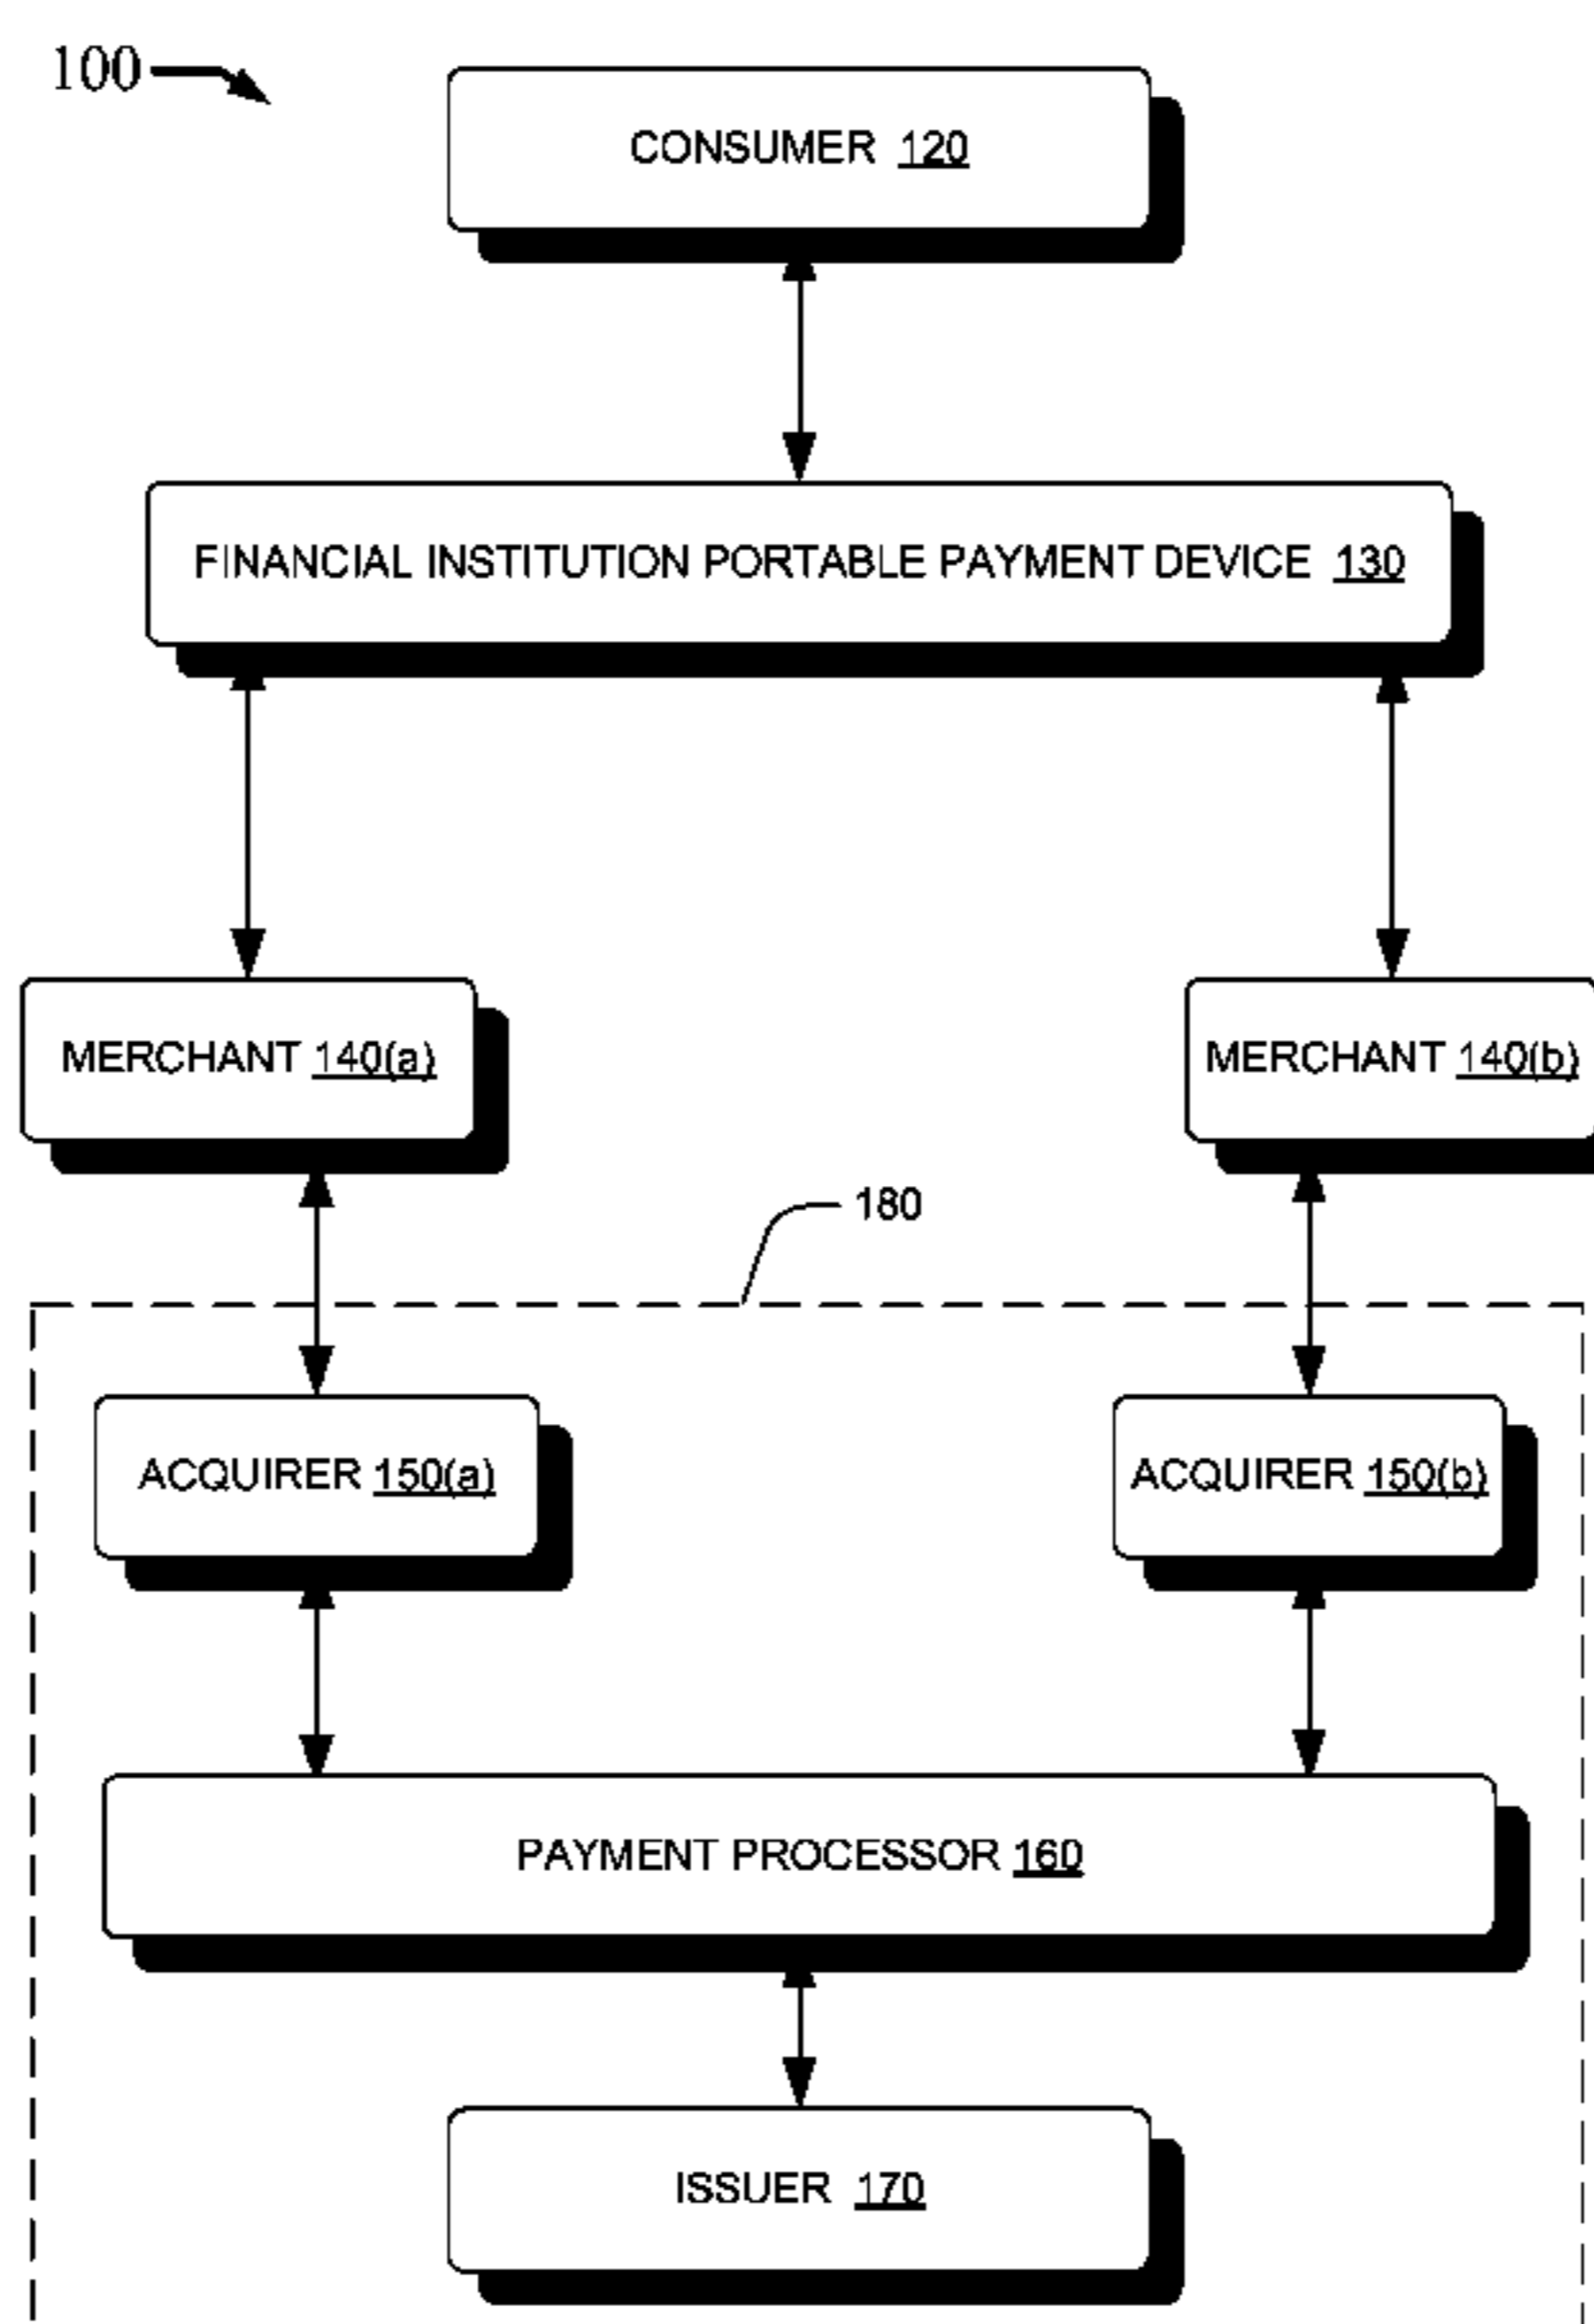 100
CONSUMER 120
FINANCIAL INSTITUTION PORTABLE PAYMENT DEVICE 130
MERCHANT 140(a)
MERCHANT 140(b)
180
ACQUIRER 150(a)
ACQUIRER 150(b)
PAYMENT PROCESSOR 160
ISSUER 170